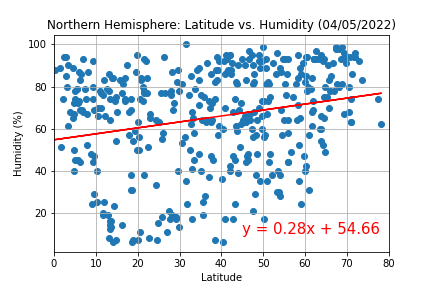 Northern Hemisphere: Latitude vs. Humidity (04/05/2022)
100
80
60
40
20
Humidity (%)
y = 0.28x + 54.66
0 10 20 30 40 50 60 70 80
Latitude